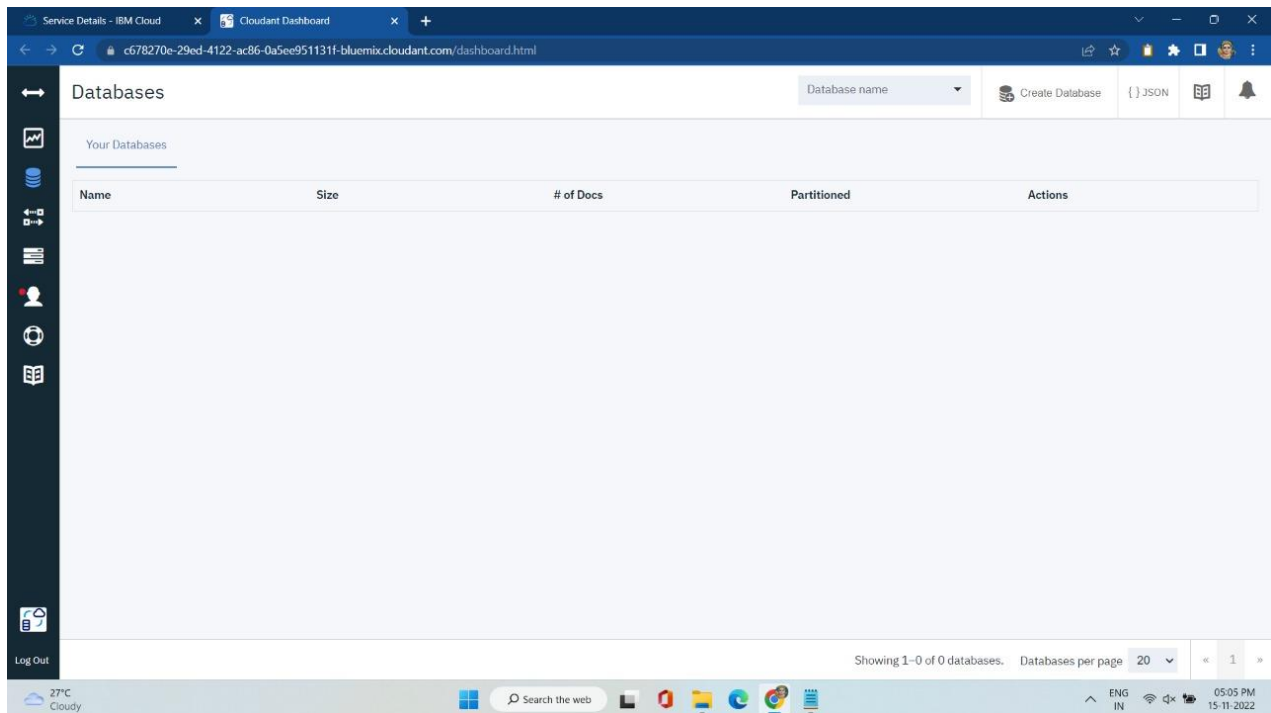 Service Details - IBM Cloud
Cloudant Dashboard
c678270e-29ed-4122-ac86-0a5ee951131f-bluemix.cloudant.com/dashboard.html
Databases
Database name
Create Database
{ } JSON
Your Databases
Name Size # of Docs Partitioned Actions
Log Out
Showing 1–0 of 0 databases. Databases per page 20 « 1 »
27°C
Cloudy
Search the web
ENG
IN
05:05 PM
15-11-2022